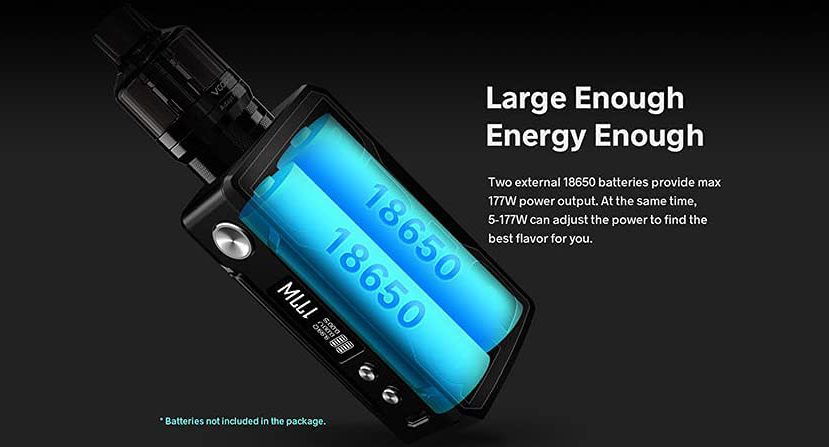 Large Enough
Energy Enough
Two external 18650 batteries provide max
177W power output. At the same time,
5-177W can adjust the power to find the
best flavor for you.
18650
18650
177W
* Batteries not included in the package.